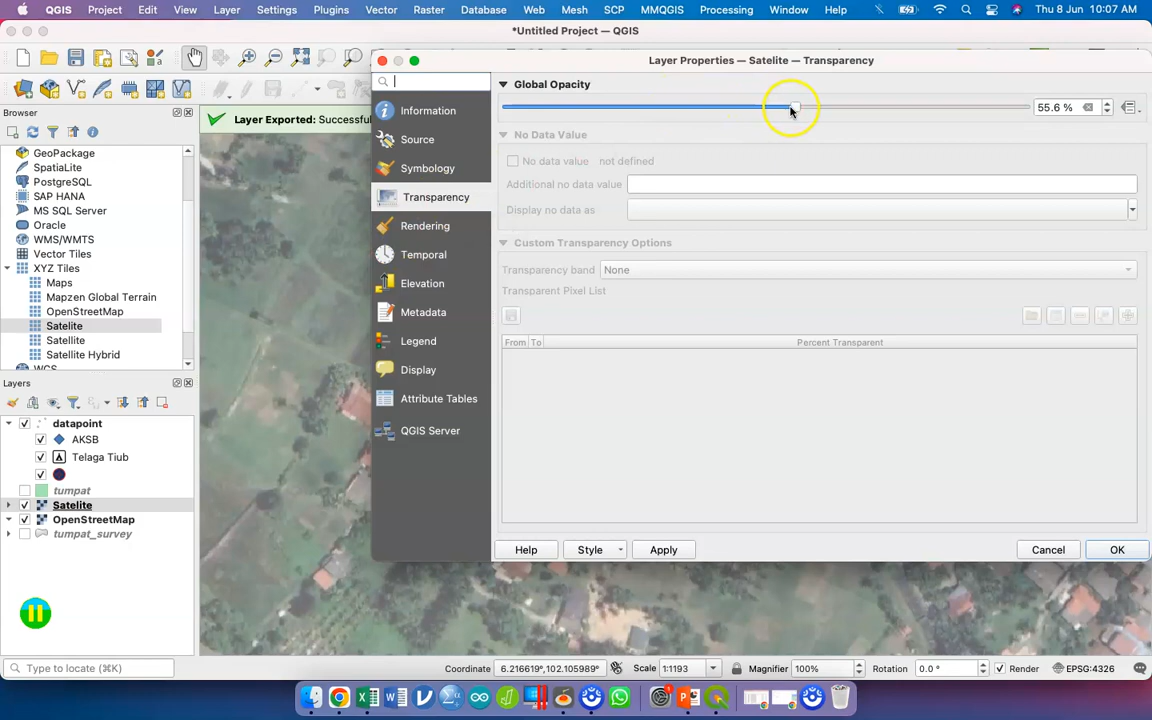 QGIS Project Edit View Layer Settings Plugins Vector Raster Database Web Mesh SCP MMQGIS Processing Window Help Thu 8 Jun 10:07 AM
*Untitled Project — QGIS
Layer Properties — Satelite — Transparency
Information
Source
Symbology
Transparency
Rendering
Temporal
Elevation
Metadata
Legend
Display
Attribute Tables
QGIS Server
Global Opacity
55.6 %
No Data Value
No data value not defined
Additional no data value
Display no data as
Custom Transparency Options
Transparency band None
Transparent Pixel List
From To Percent Transparent
Help Style Apply Cancel OK
Layer Exported: Successful
Browser
GeoPackage
SpatiaLite
PostgreSQL
SAP HANA
MS SQL Server
Oracle
WMS/WMTS
Vector Tiles
XYZ Tiles
Maps
Mapzen Global Terrain
OpenStreetMap
Satelite
Satellite
Satellite Hybrid
WCS
Layers
datapoint
AKSB
Telaga Tiub
tumpat
Satelite
OpenStreetMap
tumpat_survey
Type to locate (⌘K) Coordinate 6.216619°,102.105989° Scale 1:1193 Magnifier 100% Rotation 0.0 ° Render EPSG:4326